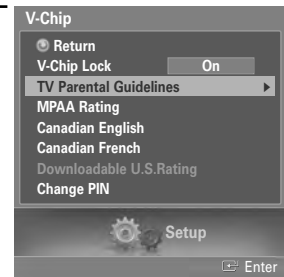 V-Chip
Return
V-Chip Lock On
TV Parental Guidelines
MPAA Rating
Canadian English
Canadian French
Downloadable U.S.Rating
Change PIN
Setup
Enter